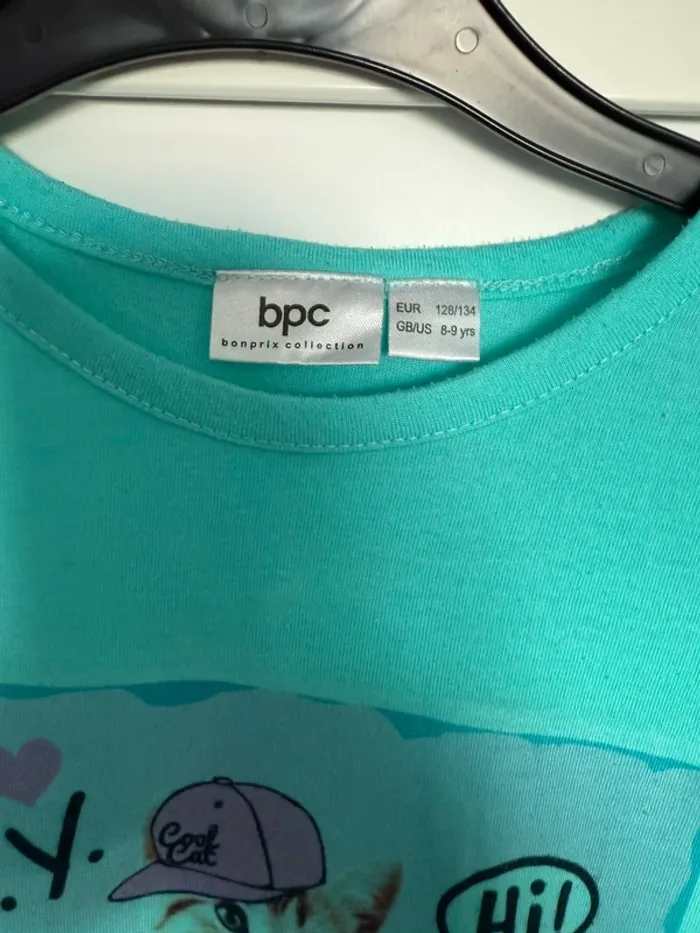 bpc
bonprix collection
EUR 128/134
GB/US 8-9 yrs
Y.
Cool
Cat
Hi!